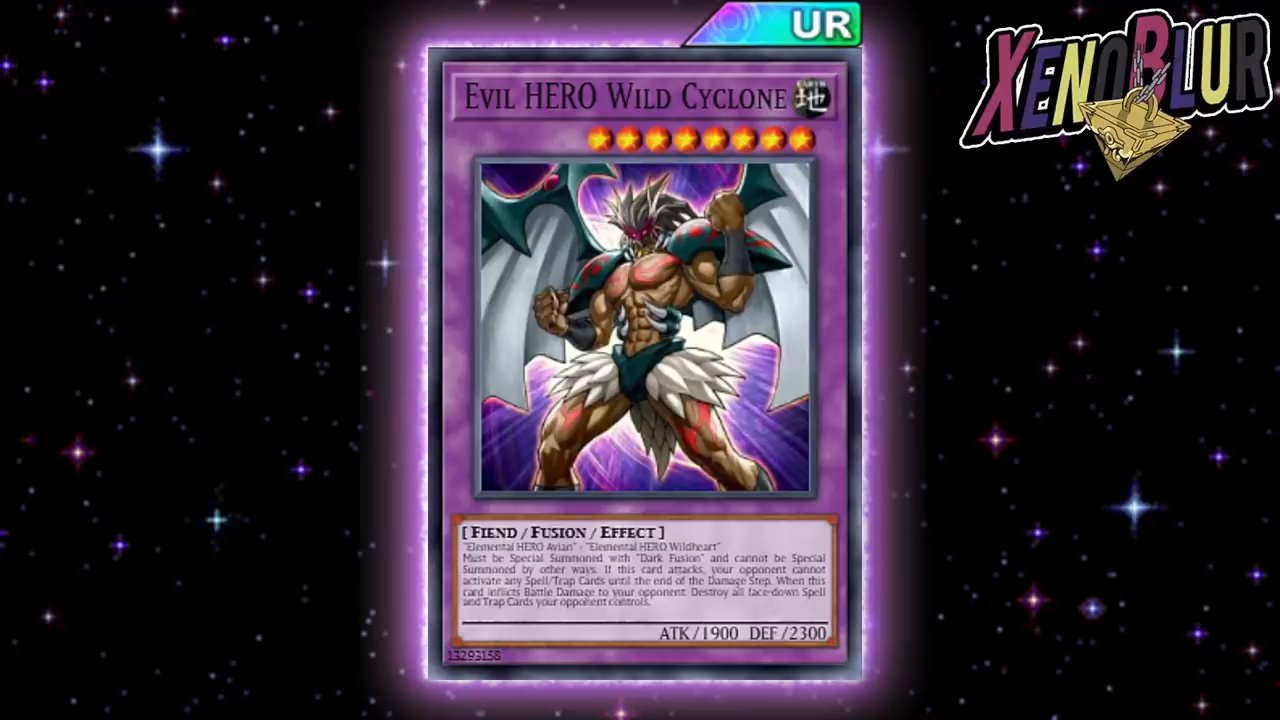 UR
XENOBLUR
EVIL HERO WILD CYCLONE
EARTH
地
[ FIEND / FUSION / EFFECT ]
"Elemental HERO Avian" - "Elemental HERO Wildheart"
Must be Special Summoned with "Dark Fusion" and cannot be Special
Summoned by other ways. If this card attacks, your opponent cannot
activate any Spell/Trap Cards until the end of the Damage Step. When this
card inflicts Battle Damage to your opponent: Destroy all face-down Spell
and Trap Cards your opponent controls.
ATK/1900 DEF/2300
13293158